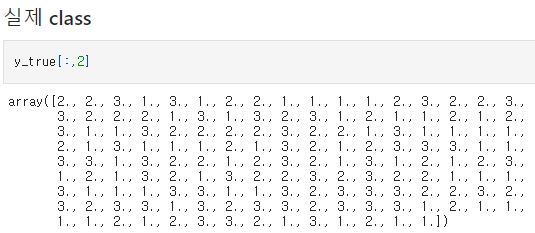 실제 class
y_true[:,2]
array([2., 2., 3., 1., 3., 1., 2., 2., 1., 1., 1., 1., 2., 3., 2., 2., 3.,
3., 2., 2., 2., 1., 3., 1., 3., 2., 3., 1., 2., 2., 1., 2., 1., 2.,
3., 1., 1., 3., 2., 2., 2., 2., 3., 2., 2., 1., 3., 1., 1., 1., 1.,
2., 1., 3., 1., 1., 1., 2., 2., 1., 3., 2., 1., 3., 3., 3., 1., 1.,
3., 3., 1., 3., 2., 2., 1., 2., 3., 2., 1., 1., 2., 1., 2., 2., 3.,
1., 2., 1., 3., 2., 1., 3., 2., 2., 3., 2., 3., 2., 2., 1., 1., 1.,
3., 1., 1., 1., 3., 3., 1., 1., 3., 2., 3., 3., 2., 2., 3., 2.,
3., 2., 3., 3., 1., 3., 2., 3., 2., 3., 3., 3., 1., 2., 1., 1.,
1., 1., 2., 1., 2., 3., 3., 2., 1., 3., 1., 2., 1., 1.])